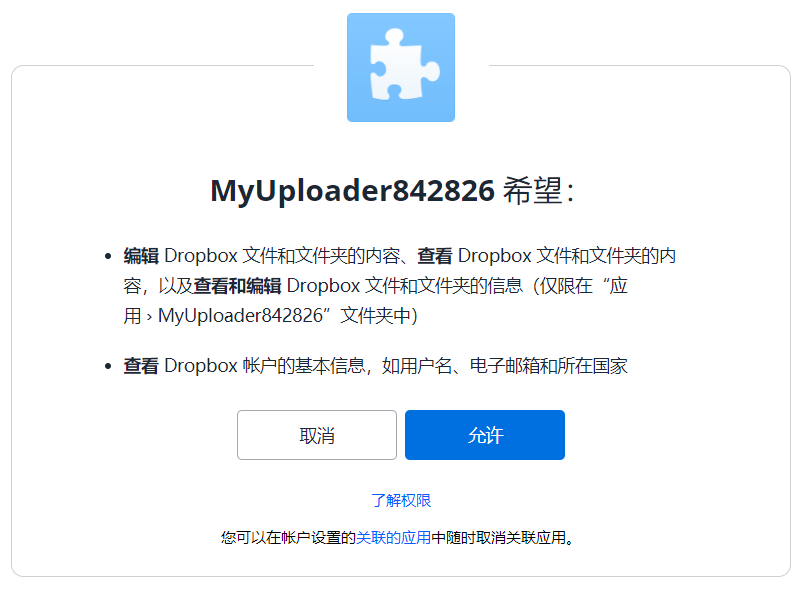 MyUploader842826 希望：
编辑 Dropbox 文件和文件夹的内容、查看 Dropbox 文件和文件夹的内
容，以及查看和编辑 Dropbox 文件和文件夹的信息（仅限在“应
用 › MyUploader842826”文件夹中）
查看 Dropbox 帐户的基本信息，如用户名、电子邮箱和所在国家
取消
允许
了解权限
您可以在帐户设置的关联的应用中随时取消关联应用。